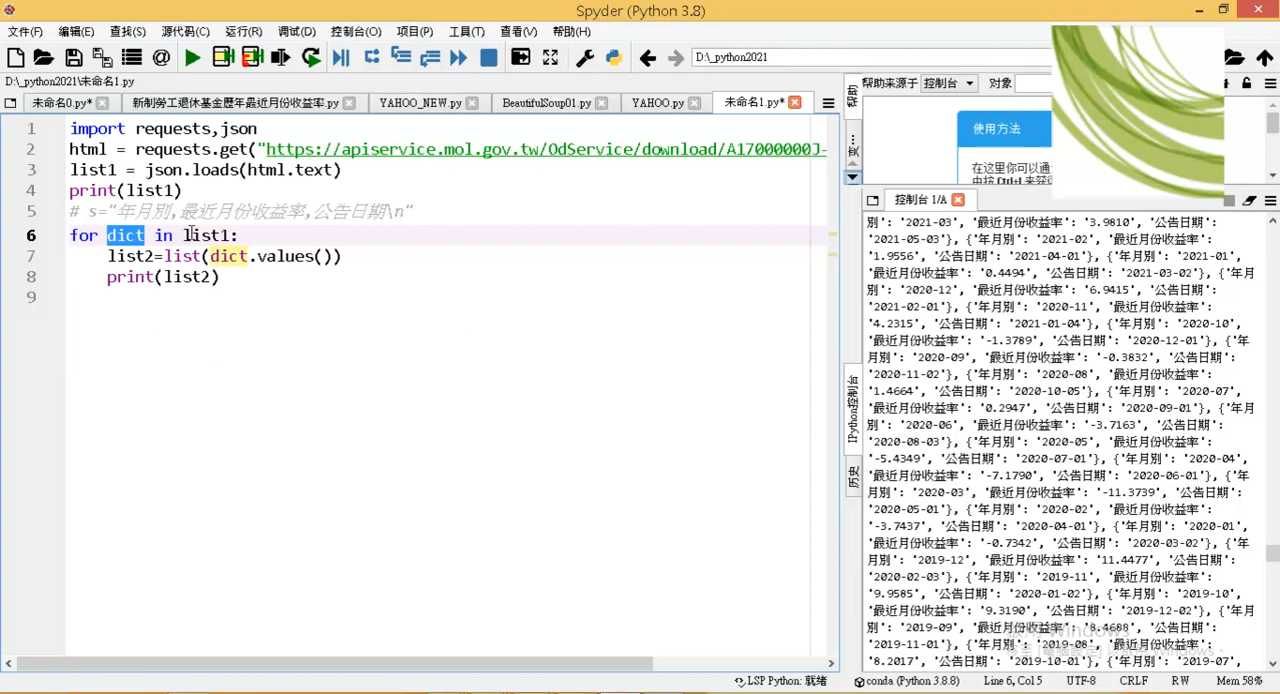 Spyder (Python 3.8)
文件(F) 编辑(E) 查找(S) 源代码(C) 运行(R) 调试(D) 控制台(O) 项目(P) 工具(T) 查看(V) 帮助(H)
D:\_python2021
D:\_python2021\未命名1.py
帮助来源于 控制台 对象
未命名0.py* 新制勞工退休基金歷年最近月份收益率.py YAHOO_NEW.py BeautifulSoup01.py YAHOO.py 未命名1.py*
帮助
使用方法
在这里你可以通
1 import requests,json
2 html = requests.get("https://apiservice.mol.gov.tw/OdService/download/A17000000J-
3 list1 = json.loads(html.text)
4 print(list1)
5 # s="年月別,最近月份收益率,公告日期\n"
6 for dict in list1:
7 list2=list(dict.values())
8 print(list2)
9
控制台 1/A
別': '2021-03', '最近月份收益率': '3.9810', '公告日期':
'2021-05-03'}, {'年月別': '2021-02', '最近月份收益率':
'1.9556', '公告日期': '2021-04-01'}, {'年月別': '2021-01',
'最近月份收益率': '0.4494', '公告日期': '2021-03-02'}, {'年
月別': '2020-12', '最近月份收益率': '6.9415', '公告日期':
'2021-02-01'}, {'年月別': '2020-11', '最近月份收益率':
'4.2315', '公告日期': '2021-01-04'}, {'年月別': '2020-10',
'最近月份收益率': '-1.3789', '公告日期': '2020-12-01'}, {'年
月別': '2020-09', '最近月份收益率': '-0.3832', '公告日期':
'2020-11-02'}, {'年月別': '2020-08', '最近月份收益率':
'1.4664', '公告日期': '2020-10-05'}, {'年月別': '2020-07',
'最近月份收益率': '0.2947', '公告日期': '2020-09-01'}, {'年月
別': '2020-06', '最近月份收益率': '-3.7163', '公告日期':
'2020-08-03'}, {'年月別': '2020-05', '最近月份收益率':
'-5.4349', '公告日期': '2020-07-01'}, {'年月別': '2020-04',
'最近月份收益率': '-7.1790', '公告日期': '2020-06-01'}, {'年
月別': '2020-03', '最近月份收益率': '-11.3739', '公告日期':
'2020-05-01'}, {'年月別': '2020-02', '最近月份收益率':
'-3.7437', '公告日期': '2020-04-01'}, {'年月別': '2020-01',
'最近月份收益率': '-0.7342', '公告日期': '2020-03-02'}, {'年
月別': '2019-12', '最近月份收益率': '11.4477', '公告日期':
'2020-02-03'}, {'年月別': '2019-11', '最近月份收益率':
'9.9585', '公告日期': '2020-01-02'}, {'年月別': '2019-10',
'最近月份收益率': '9.3190', '公告日期': '2019-12-02'}, {'年月
別': '2019-09', '最近月份收益率': '8.4688', '公告日期':
'2019-11-01'}, {'年月別': '2019-08', '最近月份收益率':
'8.2017', '公告日期': '2019-10-01'}, {'年月別': '2019-07',
IPython控制台
历史
LSP Python: 就绪 conda (Python 3.8.8) Line 6, Col 5 UTF-8 CRLF RW Mem 58%